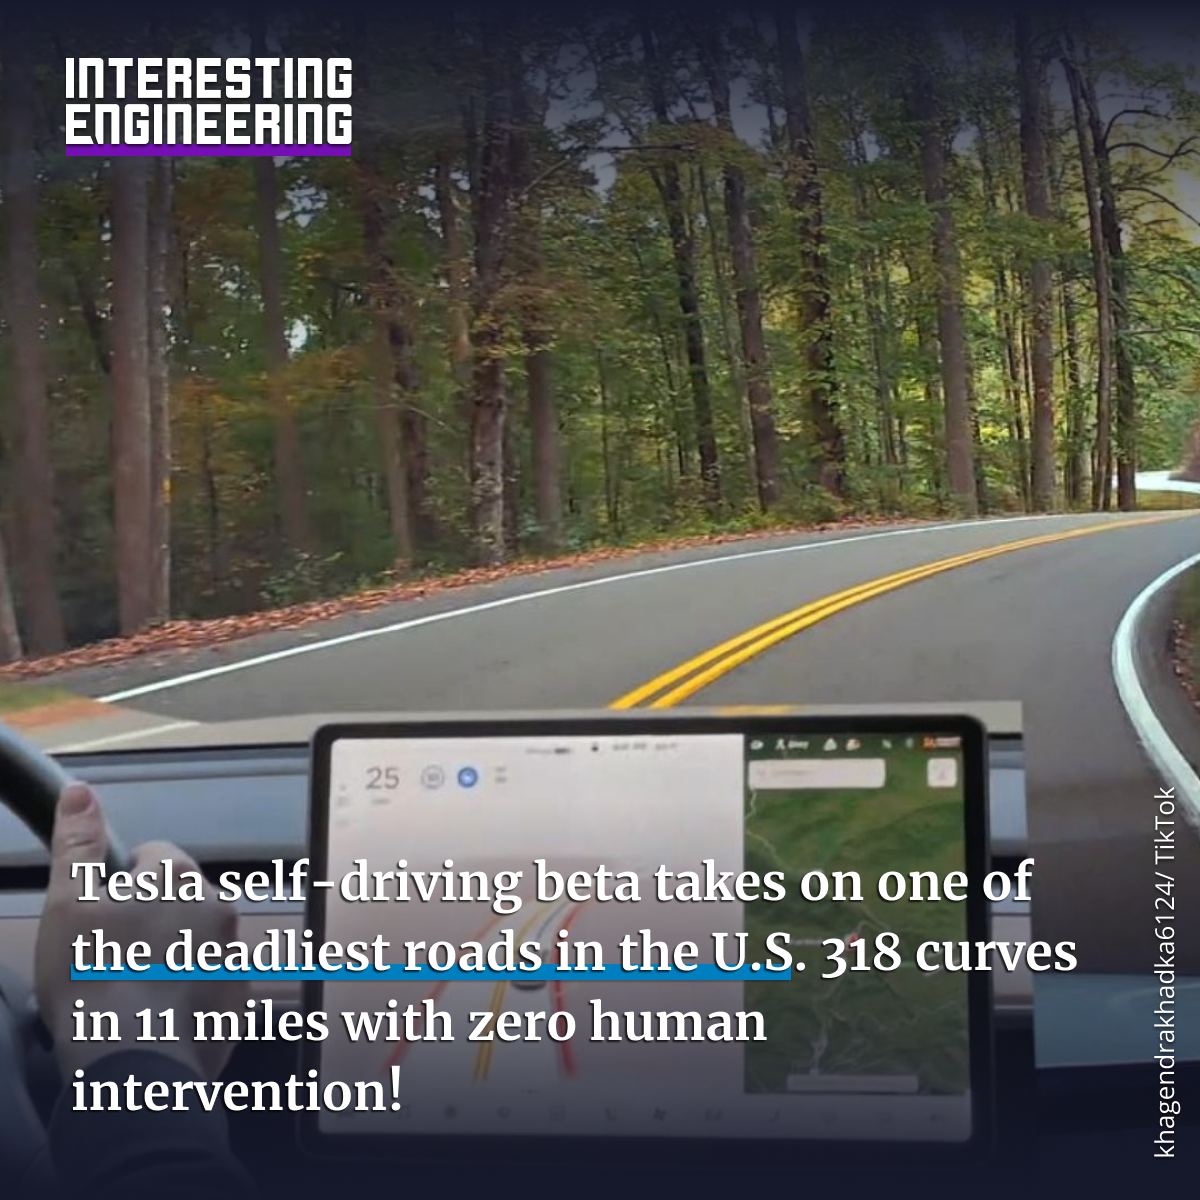 INTERESTING
ENGINEERING
25
Tesla self-driving beta takes on one of
the deadliest roads in the U.S. 318 curves
in 11 miles with zero human
intervention!
khagendrakhadka6124/ TikTok